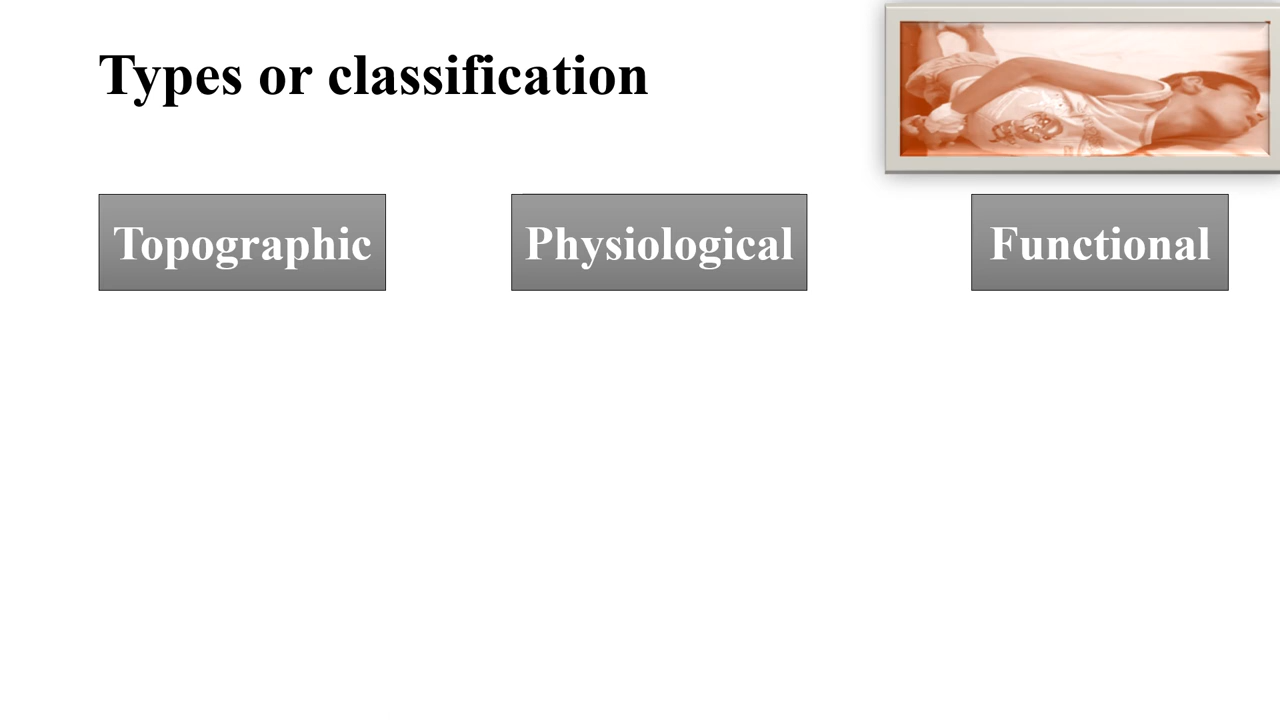 Types or classification
Topographic
Physiological
Functional